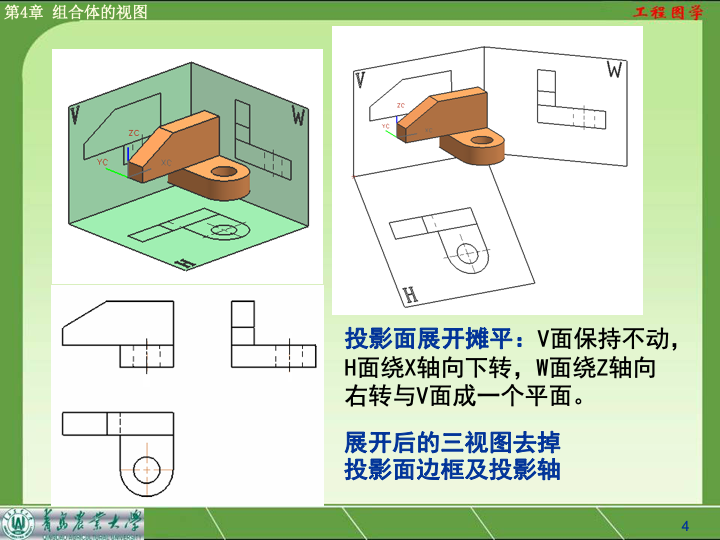 第4章 组合体的视图
工程图学
V
W
ZC
YC
XC
H
V
W
ZC
YC
XC
H
投影面展开摊平：V面保持不动，
H面绕X轴向下转，W面绕Z轴向
右转与V面成一个平面。
展开后的三视图去掉
投影面边框及投影轴
青岛农业大学
QINGDAO AGRICULTURAL UNIVERSITY
4